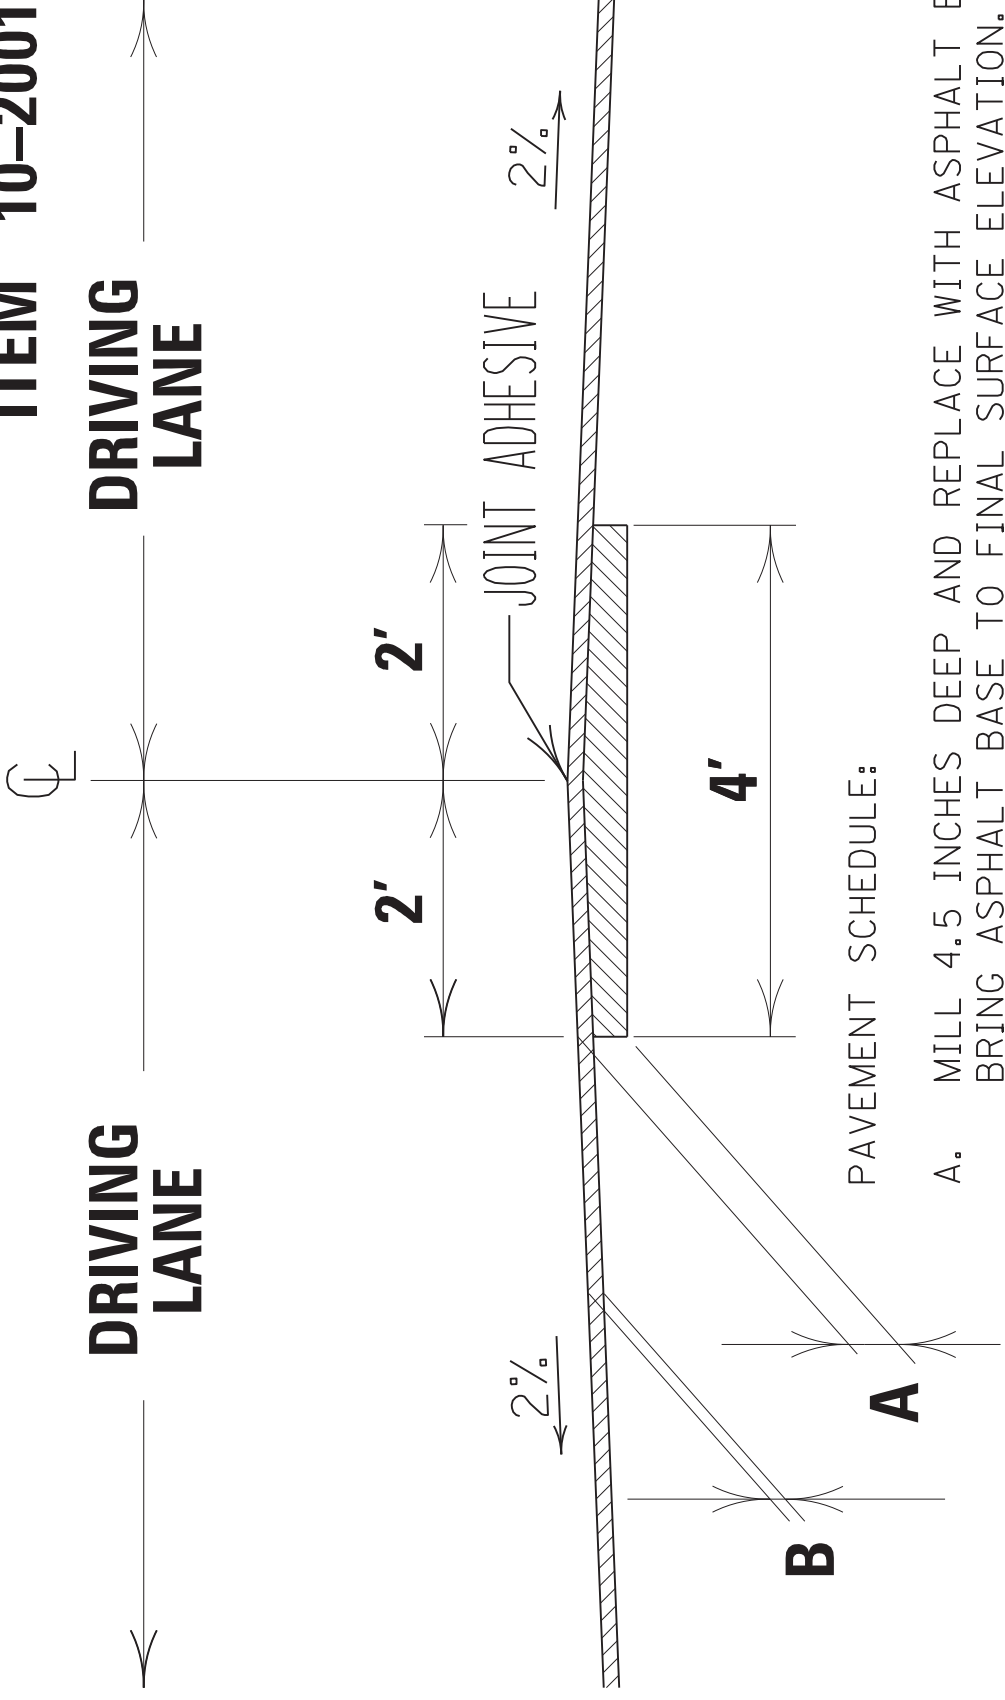 ITEM 10–2001
℄
DRIVING
LANE
DRIVING
LANE
2'
2'
JOINT ADHESIVE
2%
2%
4'
B
A
PAVEMENT SCHEDULE:
A. MILL 4.5 INCHES DEEP AND REPLACE WITH ASPHALT
BRING ASPHALT BASE TO FINAL SURFACE ELEVATION.